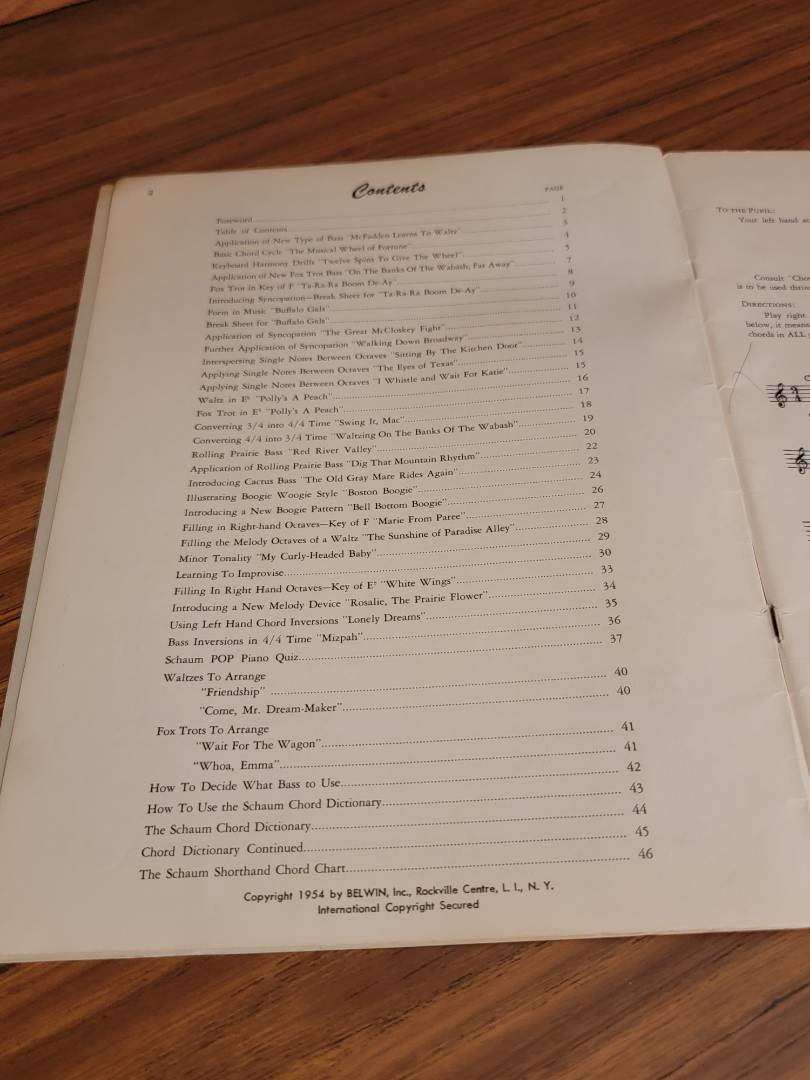 2
Contents
PAGE
Foreword 1
Table of Contents 2
Application of New Type of Bass "McFadden Learns To Waltz" 3
Basic Chord Cycle "The Musical Wheel of Fortune" 4
Keyboard Harmony Drills "Twelve Spins To Give The Wheel" 5
Application of New Fox Trot Bass "On The Banks Of The Wabash, Far Away" 7
Fox Trot in Key of F "Ta-Ra-Ra Boom De-Ay" 8
Introducing Syncopation—Break Sheet for "Ta-Ra-Ra Boom De-Ay" 9
Poem in Music "Buffalo Gals" 10
Break Sheet for "Buffalo Gals" 11
Application of Syncopation "The Great McCloskey Fight" 12
Further Application of Syncopation "Walking Down Broadway" 13
Interspersing Single Notes Between Octaves "Sitting By The Kitchen Door" 14
Applying Single Notes Between Octaves "The Eyes of Texas" 15
Applying Single Notes Between Octaves "I Whistle and Wait For Katie" 15
Waltz in E♭ "Polly's A Peach" 16
Fox Trot in E♭ "Polly's A Peach" 17
Converting 3/4 into 4/4 Time "Swing It, Mac" 18
Converting 4/4 into 3/4 Time "Waltzing On The Banks Of The Wabash" 19
Rolling Prairie Bass "Red River Valley" 20
Application of Rolling Prairie Bass "Dig That Mountain Rhythm" 22
Introducing Cactus Bass "The Old Gray Mare Rides Again" 23
Illustrating Boogie Woogie Style "Boston Boogie" 24
Introducing a New Boogie Pattern "Bell Bottom Boogie" 26
Filling in Right-hand Octaves—Key of F "Marie From Paree" 27
Filling the Melody Octaves of a Waltz "The Sunshine of Paradise Alley" 28
Minor Tonality "My Curly-Headed Baby" 29
Learning To Improvise 30
Filling In Right Hand Octaves—Key of E♭ "White Wings" 33
Introducing a New Melody Device "Rosalie, The Prairie Flower" 34
Using Left Hand Chord Inversions "Lonely Dreams" 35
Bass Inversions in 4/4 Time "Mizpah" 36
Schaum POP Piano Quiz 37
Waltzes To Arrange
"Friendship" 40
"Come, Mr. Dream-Maker" 40
Fox Trots To Arrange
"Wait For The Wagon" 41
"Whoa, Emma" 41
How To Decide What Bass to Use 42
How To Use the Schaum Chord Dictionary 43
The Schaum Chord Dictionary 44
Chord Dictionary Continued 45
The Schaum Shorthand Chord Chart 46
Copyright 1954 by BELWIN, Inc., Rockville Centre, L. I., N. Y.
International Copyright Secured
TO THE PUPIL:
Your left hand
Consult
is to be used
DIRECTIONS:
Play right
below, it means
chords in ALL